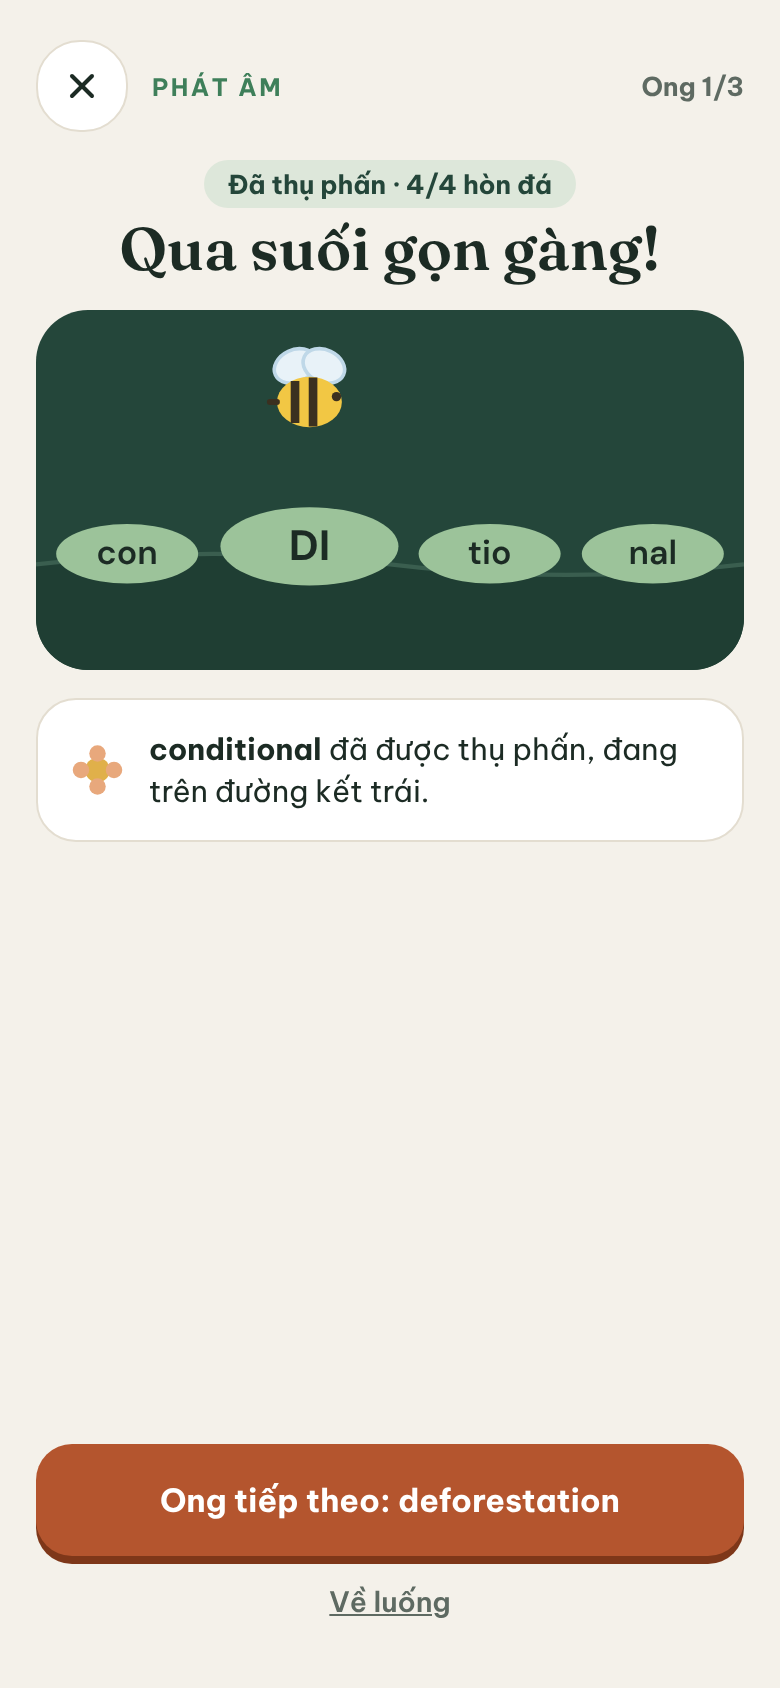 PHÁT ÂM
Ong 1/3
Đã thụ phấn · 4/4 hòn đá
Qua suối gọn gàng!
con
DI
tio
nal
conditional đã được thụ phấn, đang
trên đường kết trái.
Ong tiếp theo: deforestation
Về luống